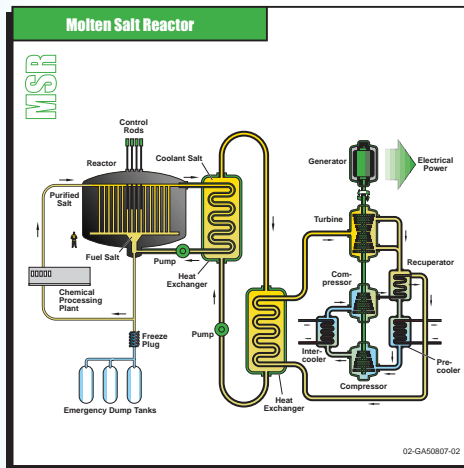 Molten Salt Reactor
MSR
Control
Rods
Reactor
Coolant Salt
Purified
Salt
Fuel Salt
Pump
Heat
Exchanger
Chemical
Processing
Plant
Freeze
Plug
Emergency Dump Tanks
Pump
Heat
Exchanger
Generator
Electrical
Power
Turbine
Recuperator
Com-
pressor
Inter-
cooler
Pre-
cooler
Compressor
02-GA50807-02